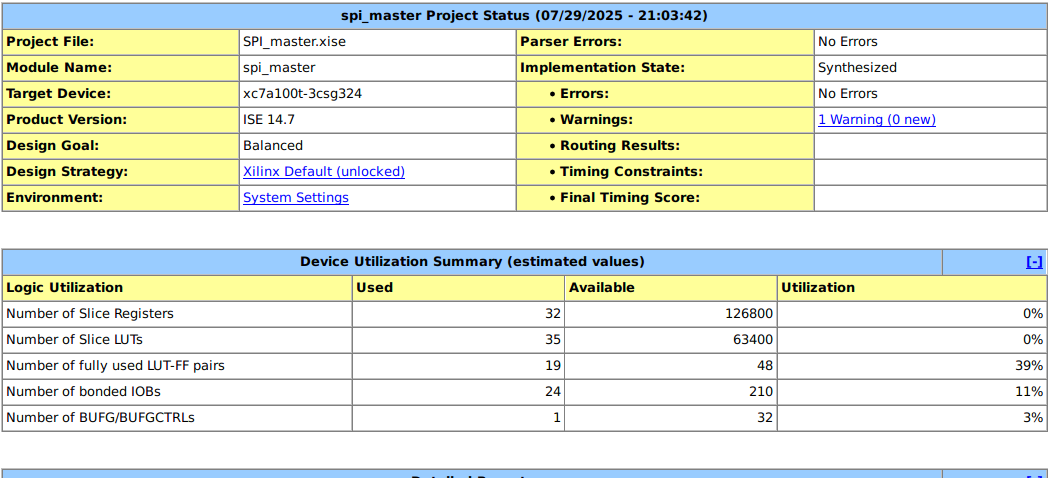 spi_master Project Status (07/29/2025 - 21:03:42)
Project File: SPI_master.xise Parser Errors: No Errors
Module Name: spi_master Implementation State: Synthesized
Target Device: xc7a100t-3csg324 • Errors: No Errors
Product Version: ISE 14.7 • Warnings: 1 Warning (0 new)
Design Goal: Balanced • Routing Results:
Design Strategy: Xilinx Default (unlocked) • Timing Constraints:
Environment: System Settings • Final Timing Score:
Device Utilization Summary (estimated values) [-]
Logic Utilization Used Available Utilization
Number of Slice Registers 32 126800 0%
Number of Slice LUTs 35 63400 0%
Number of fully used LUT-FF pairs 19 48 39%
Number of bonded IOBs 24 210 11%
Number of BUFG/BUFGCTRLs 1 32 3%